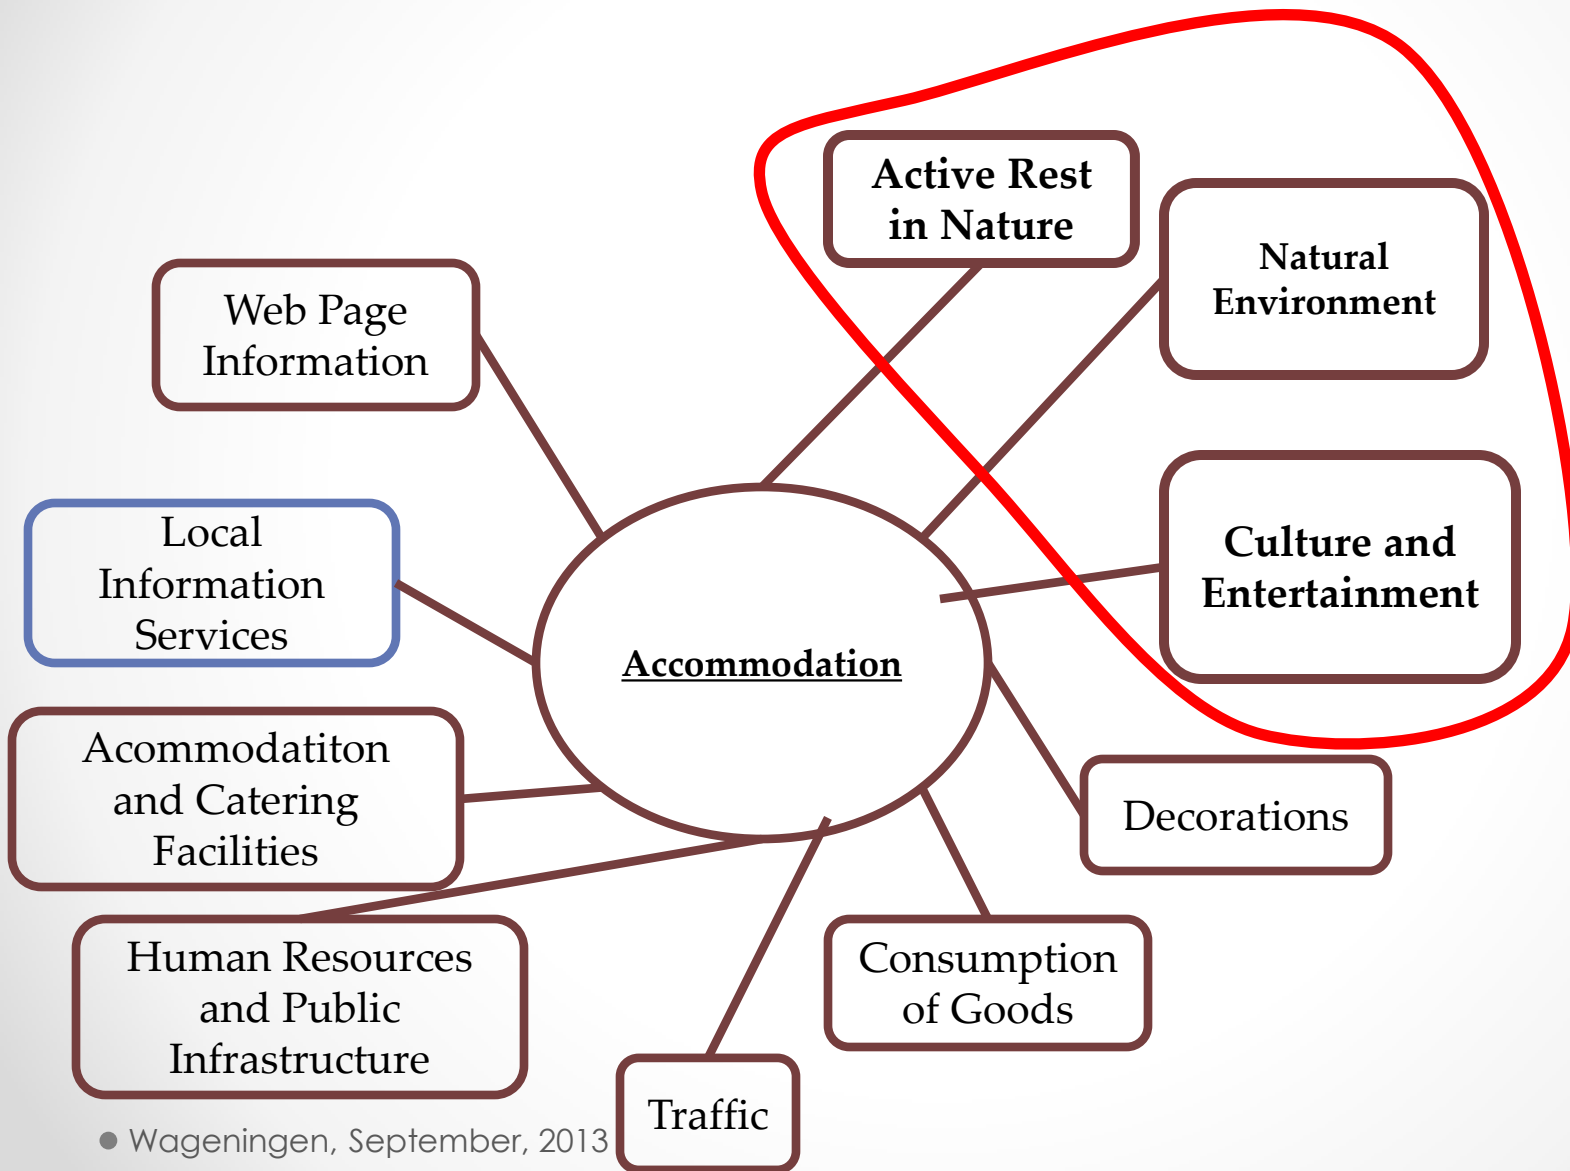 Active Rest
in Nature
Natural
Environment
Web Page
Information
Culture and
Entertainment
Local
Information
Services
Accommodation
Acommodatiton
and Catering
Facilities
Decorations
Human Resources
and Public
Infrastructure
Consumption
of Goods
Traffic
Wageningen, September, 2013